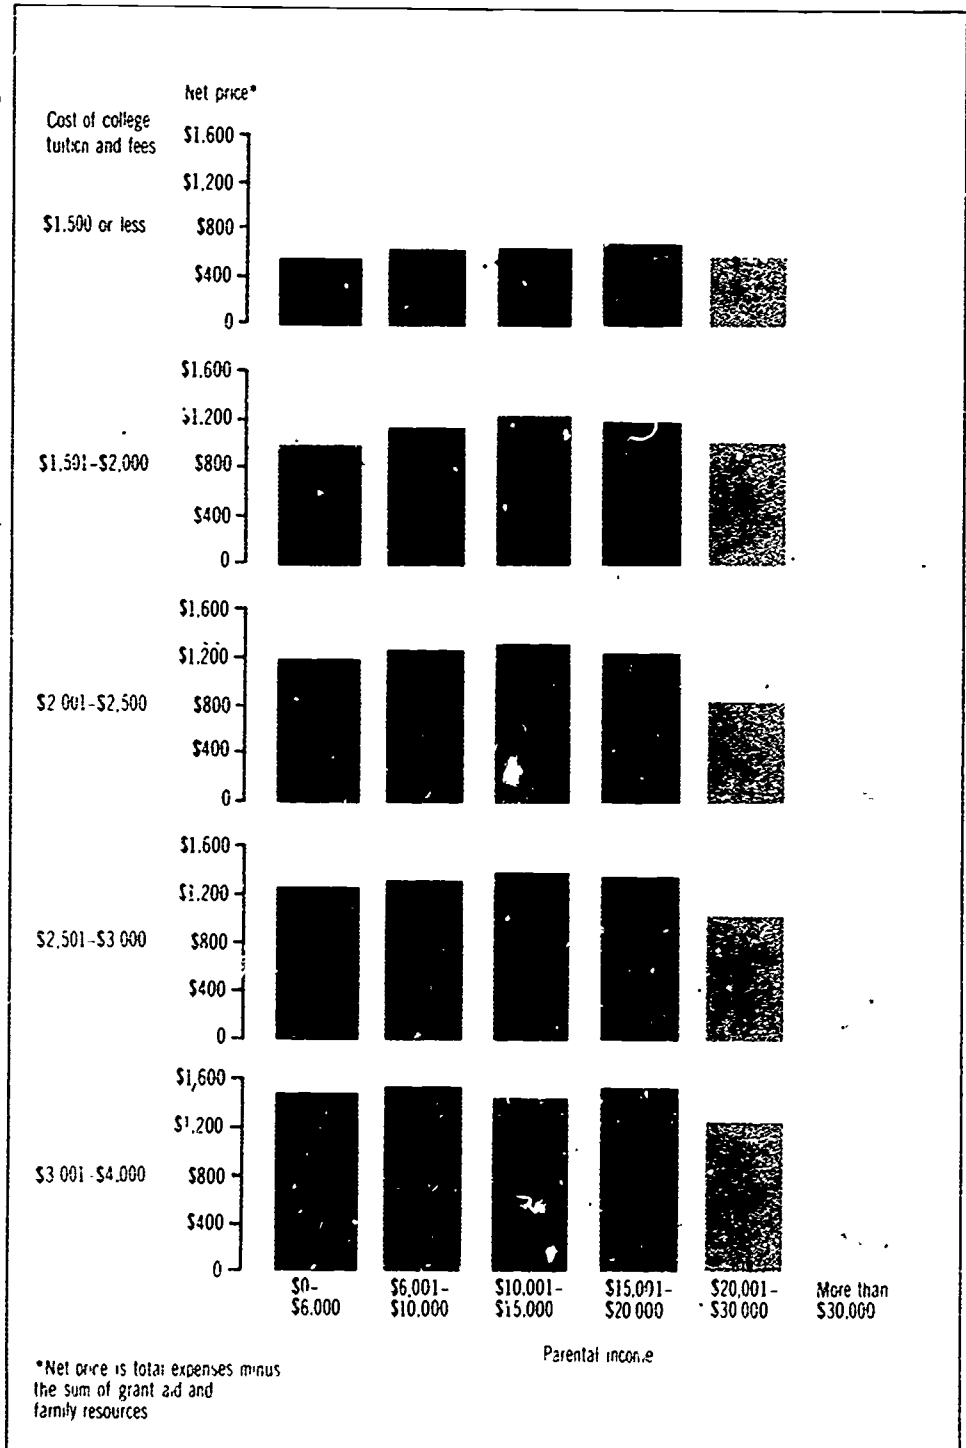 Net price*
Cost of college
tuition and fees
$1.600
$1,200
$1.500 or less
$800
$400
0
$1.600
$1.200
$1,501-$2,000
$800
$400
0
$1,600
$1.200
$2 001-$2,500
$800
$400
0
$1.600
$1.200
$2,501-$3 000
$800
$400
0
$1,600
$1,200
$3 001-$4.000
$800
$400
0
$0- $6,001- $10,001- $15,001- $20,001- More than
$6.000 $10,000 $15,000 $20 000 $30 000 $30,000
Parental income
*Net price is total expenses minus
the sum of grant aid and
family resources